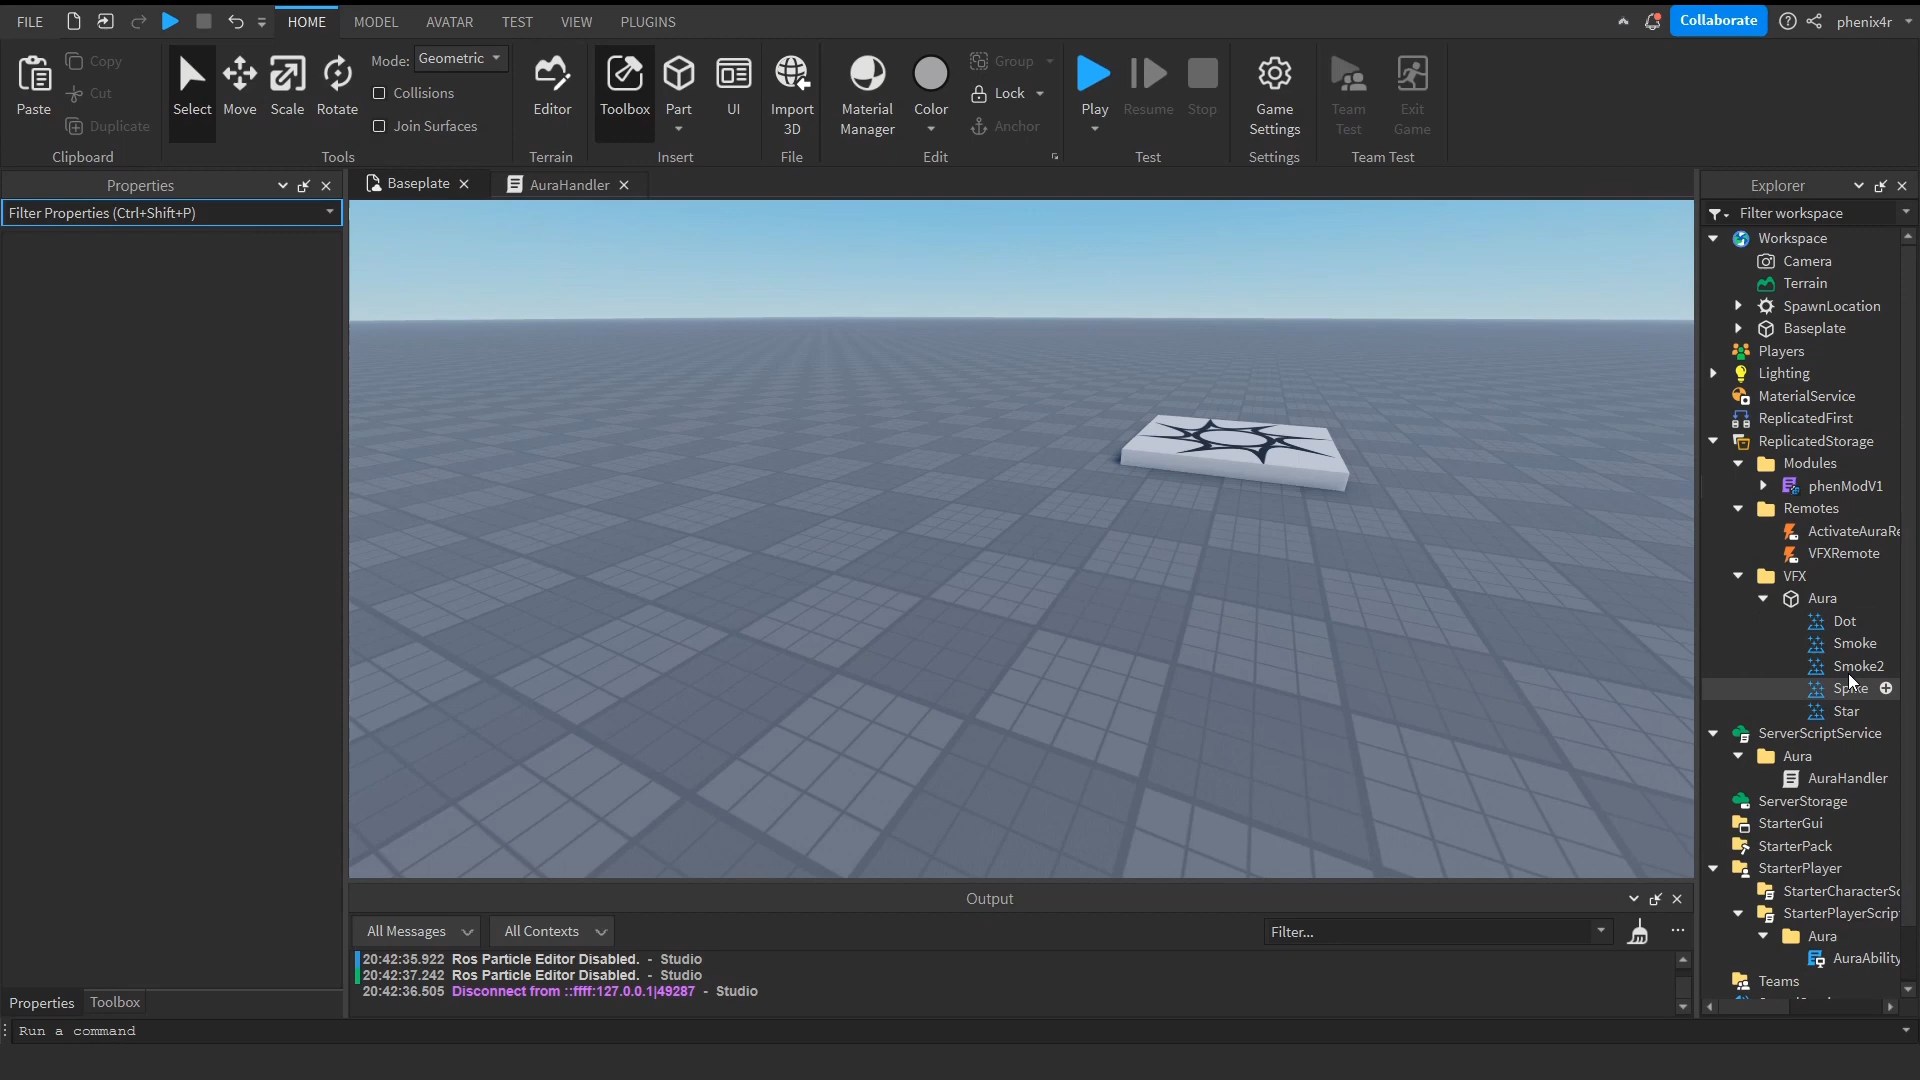 FILE HOME MODEL AVATAR TEST VIEW PLUGINS Collaborate phenix4r
Paste Copy Cut Duplicate
Clipboard
Select Move Scale Rotate
Mode: Geometric
Collisions
Join Surfaces
Tools
Editor
Terrain
Toolbox Part UI
Insert
Import
3D
File
Material
Manager
Color
Group
Lock
Anchor
Edit
Play Resume Stop
Test
Game
Settings
Settings
Team
Test
Exit
Game
Team Test
Properties
Filter Properties (Ctrl+Shift+P)
Baseplate AuraHandler
Explorer
Filter workspace
Workspace
Camera
Terrain
SpawnLocation
Baseplate
Players
Lighting
MaterialService
ReplicatedFirst
ReplicatedStorage
Modules
phenModV1
Remotes
ActivateAuraRe
VFXRemote
VFX
Aura
Dot
Smoke
Smoke2
Spike
Star
ServerScriptService
Aura
AuraHandler
ServerStorage
StarterGui
StarterPack
StarterPlayer
StarterCharacterSc
StarterPlayerScrip
Aura
AuraAbility
Teams
Output
All Messages All Contexts Filter... ...
20:42:35.922 Ros Particle Editor Disabled. - Studio
20:42:37.242 Ros Particle Editor Disabled. - Studio
20:42:36.505 Disconnect from ::ffff:127.0.0.1|49287 - Studio
Properties Toolbox
Run a command